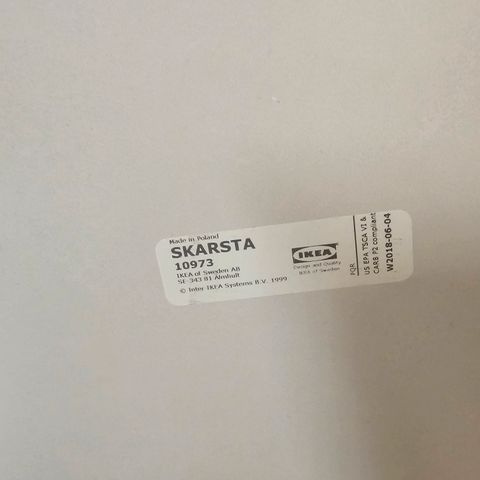 Made in Poland
SKARSTA
10973
IKEA of Sweden AB
SE-343 81 Älmhult
© Inter IKEA Systems B.V. 1999
IKEA
Design and Quality
IKEA of Sweden
PQR
US EPA TSCA VI &
CARB P2 compliant
W2018-06-04